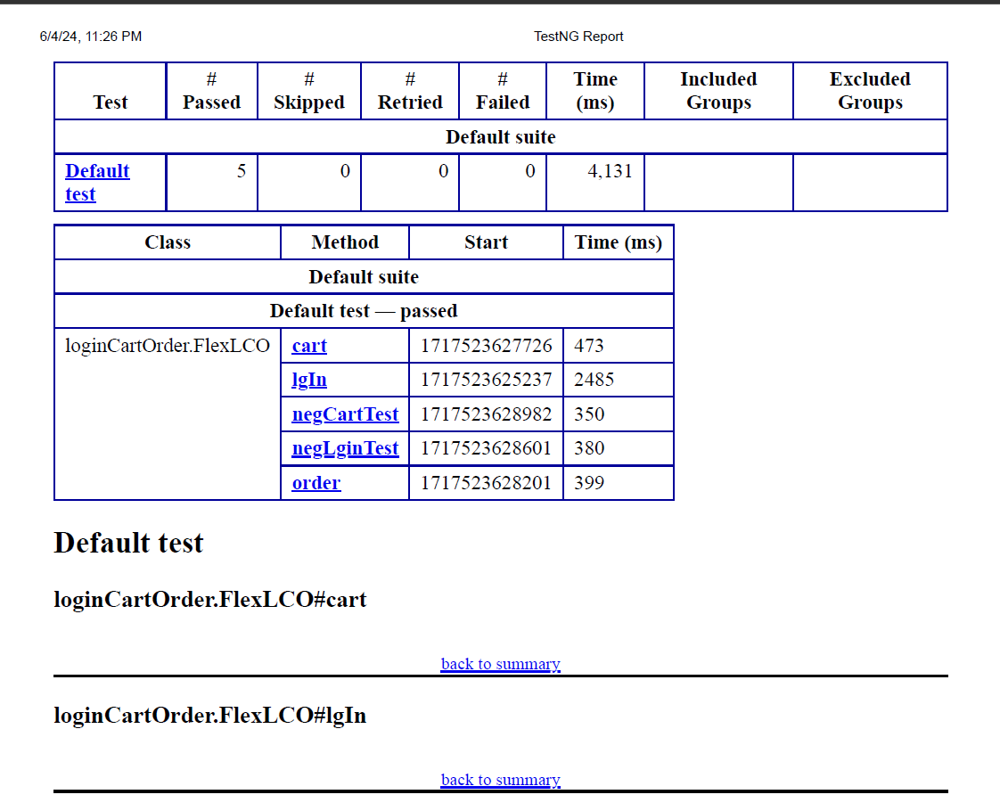 6/4/24, 11:26 PM TestNG Report
Test # Passed # Skipped # Retried # Failed Time (ms) Included Groups Excluded Groups
Default suite
Default test 5 0 0 0 4,131
Class Method Start Time (ms)
Default suite
Default test — passed
loginCartOrder.FlexLCO cart 1717523627726 473
lgIn 1717523625237 2485
negCartTest 1717523628982 350
negLginTest 1717523628601 380
order 1717523628201 399
Default test
loginCartOrder.FlexLCO#cart
back to summary
loginCartOrder.FlexLCO#lgIn
back to summary